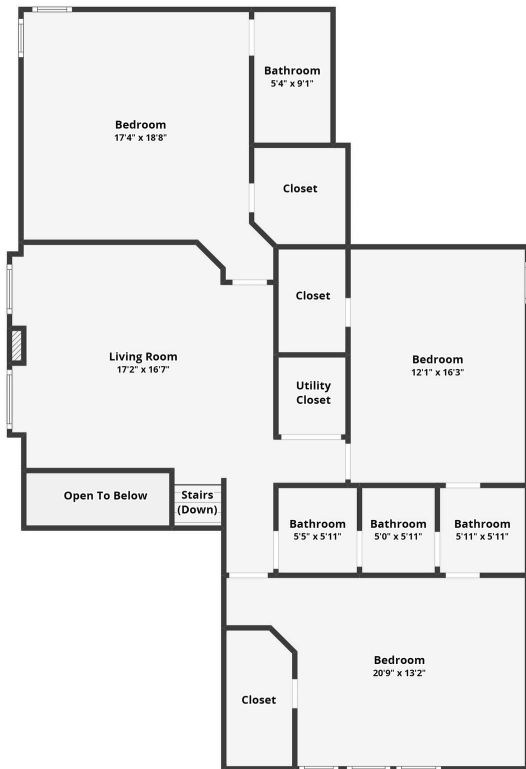 Bathroom
5'4" x 9'1"
Bedroom
17'4" x 18'8"
Closet
Closet
Living Room
17'2" x 16'7"
Bedroom
12'1" x 16'3"
Utility
Closet
Open To Below
Stairs
(Down)
Bathroom
5'5" x 5'11"
Bathroom
5'0" x 5'11"
Bathroom
5'11" x 5'11"
Bedroom
20'9" x 13'2"
Closet